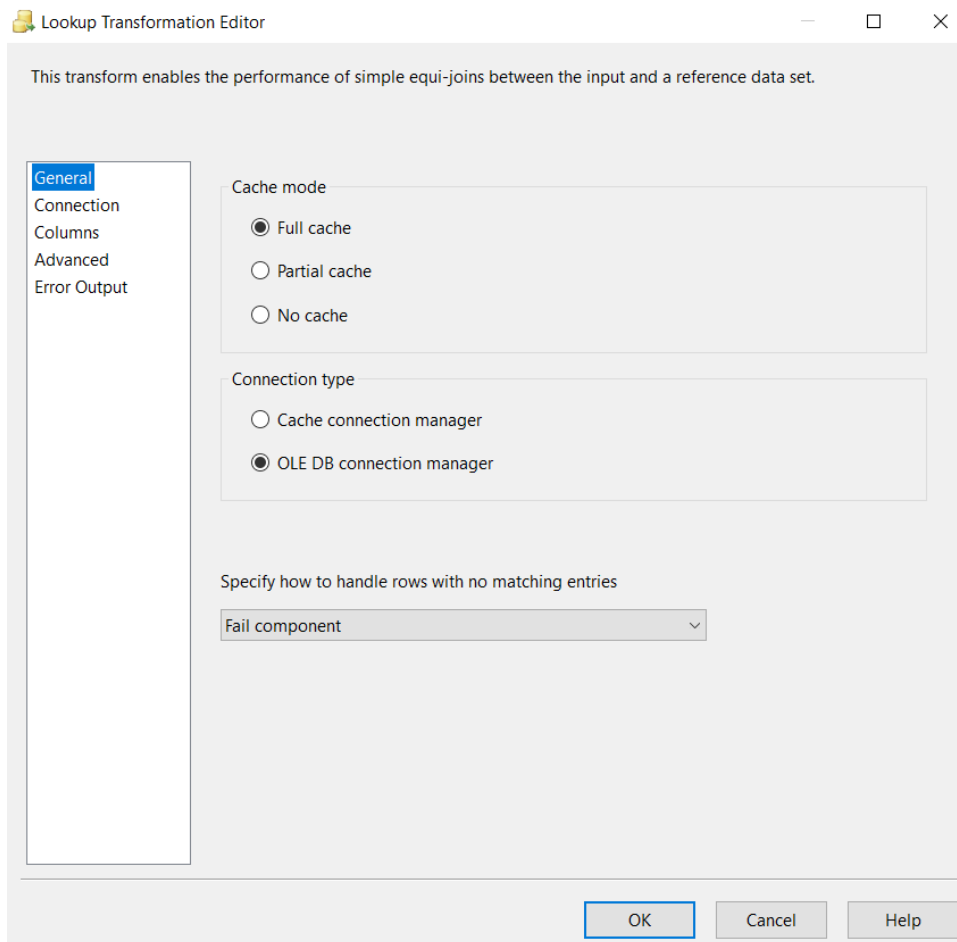 Lookup Transformation Editor
This transform enables the performance of simple equi-joins between the input and a reference data set.
General
Connection
Columns
Advanced
Error Output
Cache mode
Full cache
Partial cache
No cache
Connection type
Cache connection manager
OLE DB connection manager
Specify how to handle rows with no matching entries
Fail component
OK
Cancel
Help